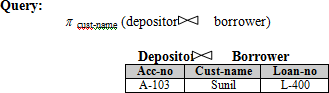 Query:
π cust-name (depositor⋈ borrower)
Depositor⋈ Borrower
Acc-no Cust-name Loan-no
A-103 Sunil L-400